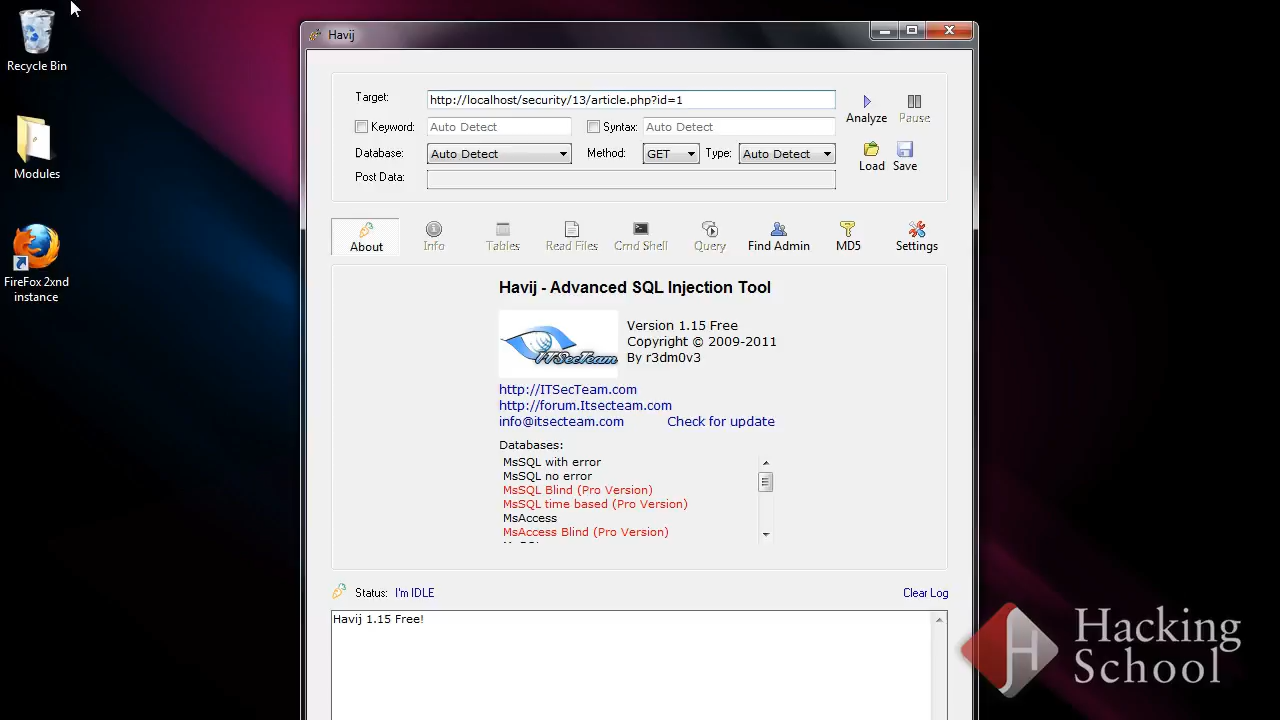 Recycle Bin
Modules
FireFox 2xnd
instance
Havij
Target: http://localhost/security/13/article.php?id=1
Analyze Pause
Keyword: Auto Detect Syntax: Auto Detect
Database: Auto Detect Method: GET Type: Auto Detect
Load Save
Post Data:
About Info Tables Read Files Cmd Shell Query Find Admin MD5 Settings
Havij - Advanced SQL Injection Tool
ITSecTeam
Version 1.15 Free
Copyright © 2009-2011
By r3dm0v3
http://ITSecTeam.com
http://forum.Itsecteam.com
info@itsecteam.com Check for update
Databases:
MsSQL with error
MsSQL no error
MsSQL Blind (Pro Version)
MsSQL time based (Pro Version)
MsAccess
MsAccess Blind (Pro Version)
Status: I'm IDLE Clear Log
Havij 1.15 Free!
Hacking
School